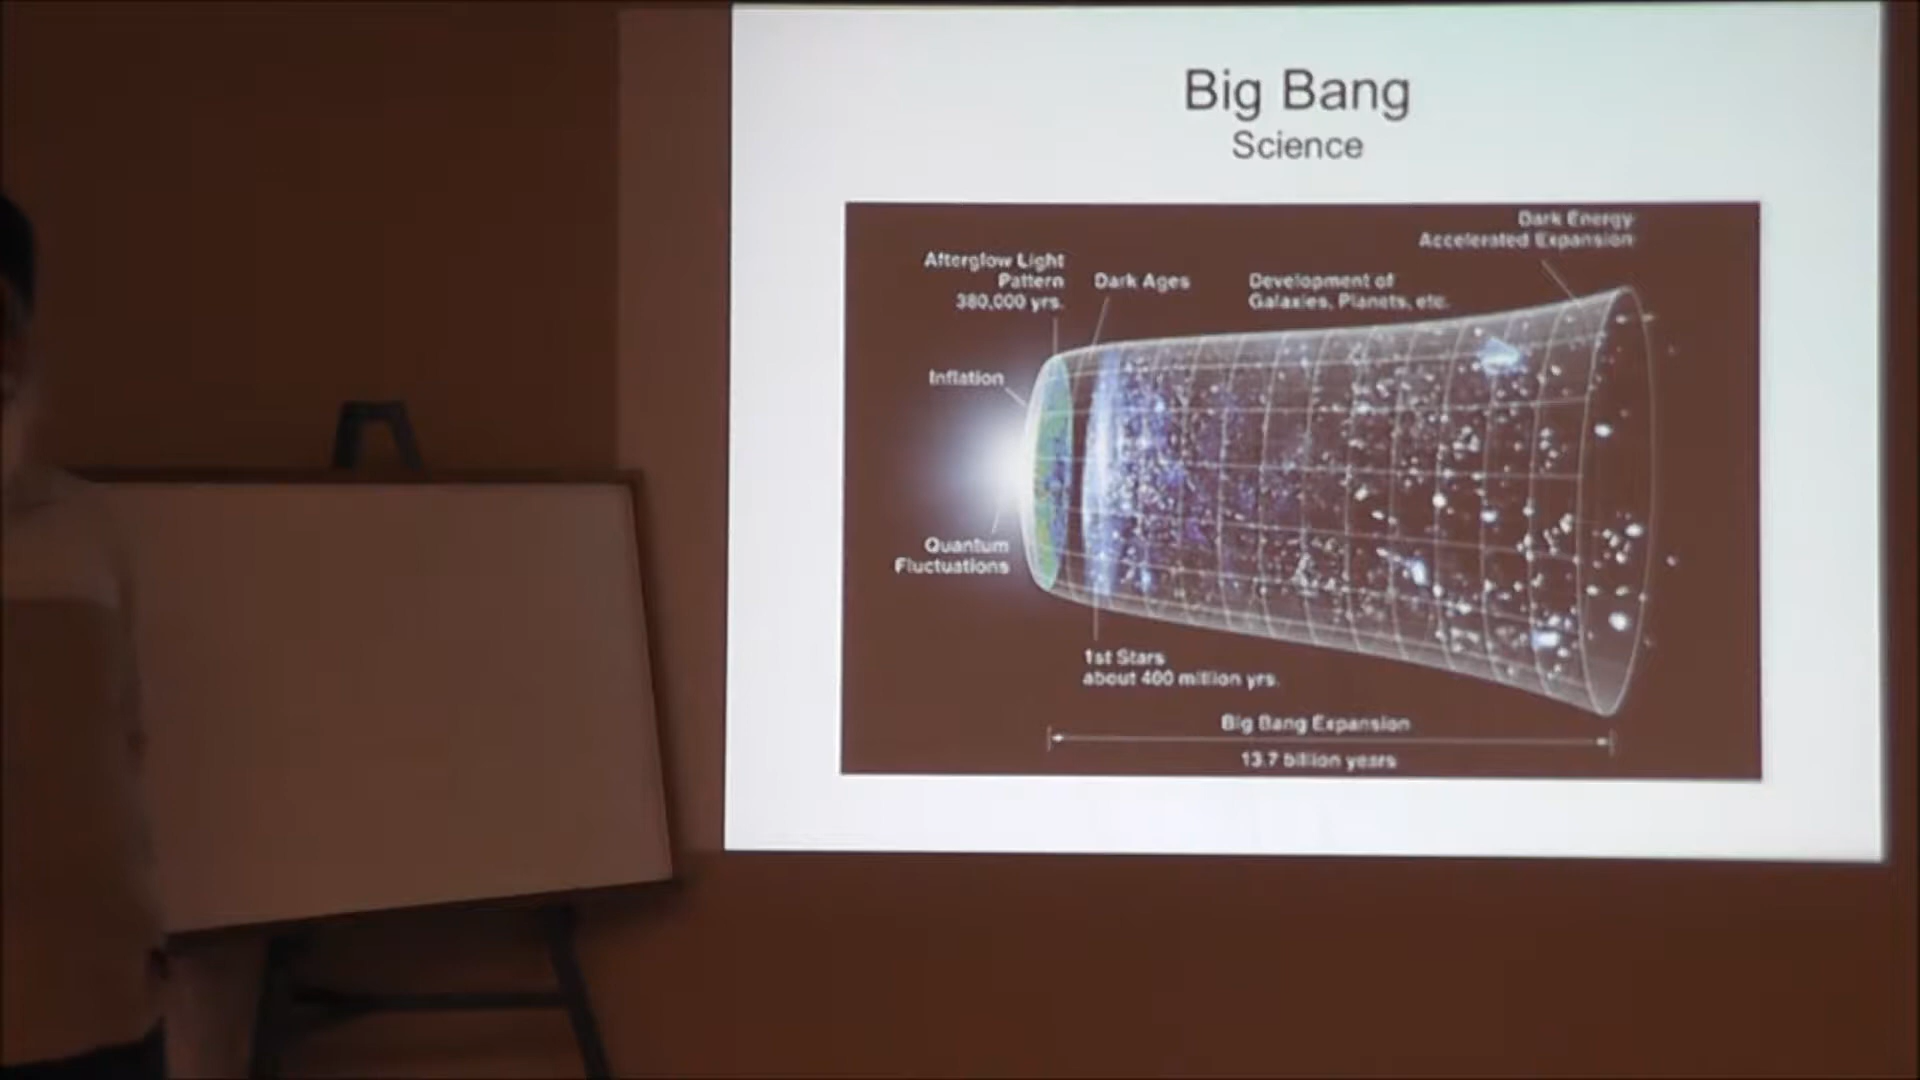 Big Bang
Science
Dark Energy
Accelerated Expansion
Afterglow Light
Pattern
380,000 yrs.
Dark Ages
Development of
Galaxies, Planets, etc.
Inflation
Quantum
Fluctuations
1st Stars
about 400 million yrs.
Big Bang Expansion
13.7 billion years